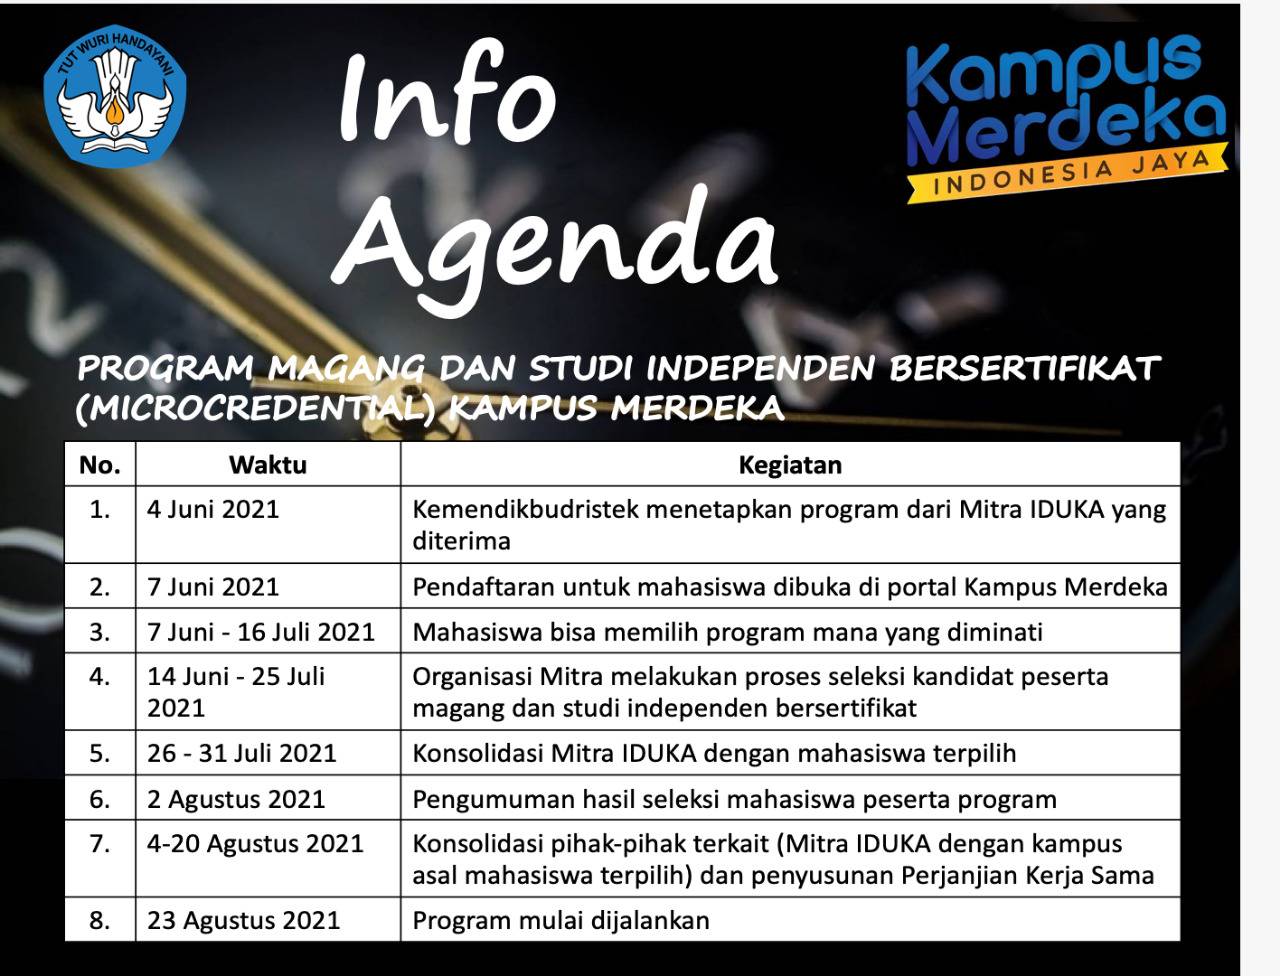 TUT WURI HANDAYANI
Info
Agenda
Kampus
Merdeka
INDONESIA JAYA
PROGRAM MAGANG DAN STUDI INDEPENDEN BERSERTIFIKAT
(MICROCREDENTIAL) KAMPUS MERDEKA
No. Waktu Kegiatan
1. 4 Juni 2021 Kemendikbudristek menetapkan program dari Mitra IDUKA yang
diterima
2. 7 Juni 2021 Pendaftaran untuk mahasiswa dibuka di portal Kampus Merdeka
3. 7 Juni - 16 Juli 2021 Mahasiswa bisa memilih program mana yang diminati
4. 14 Juni - 25 Juli Organisasi Mitra melakukan proses seleksi kandidat peserta
2021 magang dan studi independen bersertifikat
5. 26 - 31 Juli 2021 Konsolidasi Mitra IDUKA dengan mahasiswa terpilih
6. 2 Agustus 2021 Pengumuman hasil seleksi mahasiswa peserta program
7. 4-20 Agustus 2021 Konsolidasi pihak-pihak terkait (Mitra IDUKA dengan kampus
asal mahasiswa terpilih) dan penyusunan Perjanjian Kerja Sama
8. 23 Agustus 2021 Program mulai dijalankan